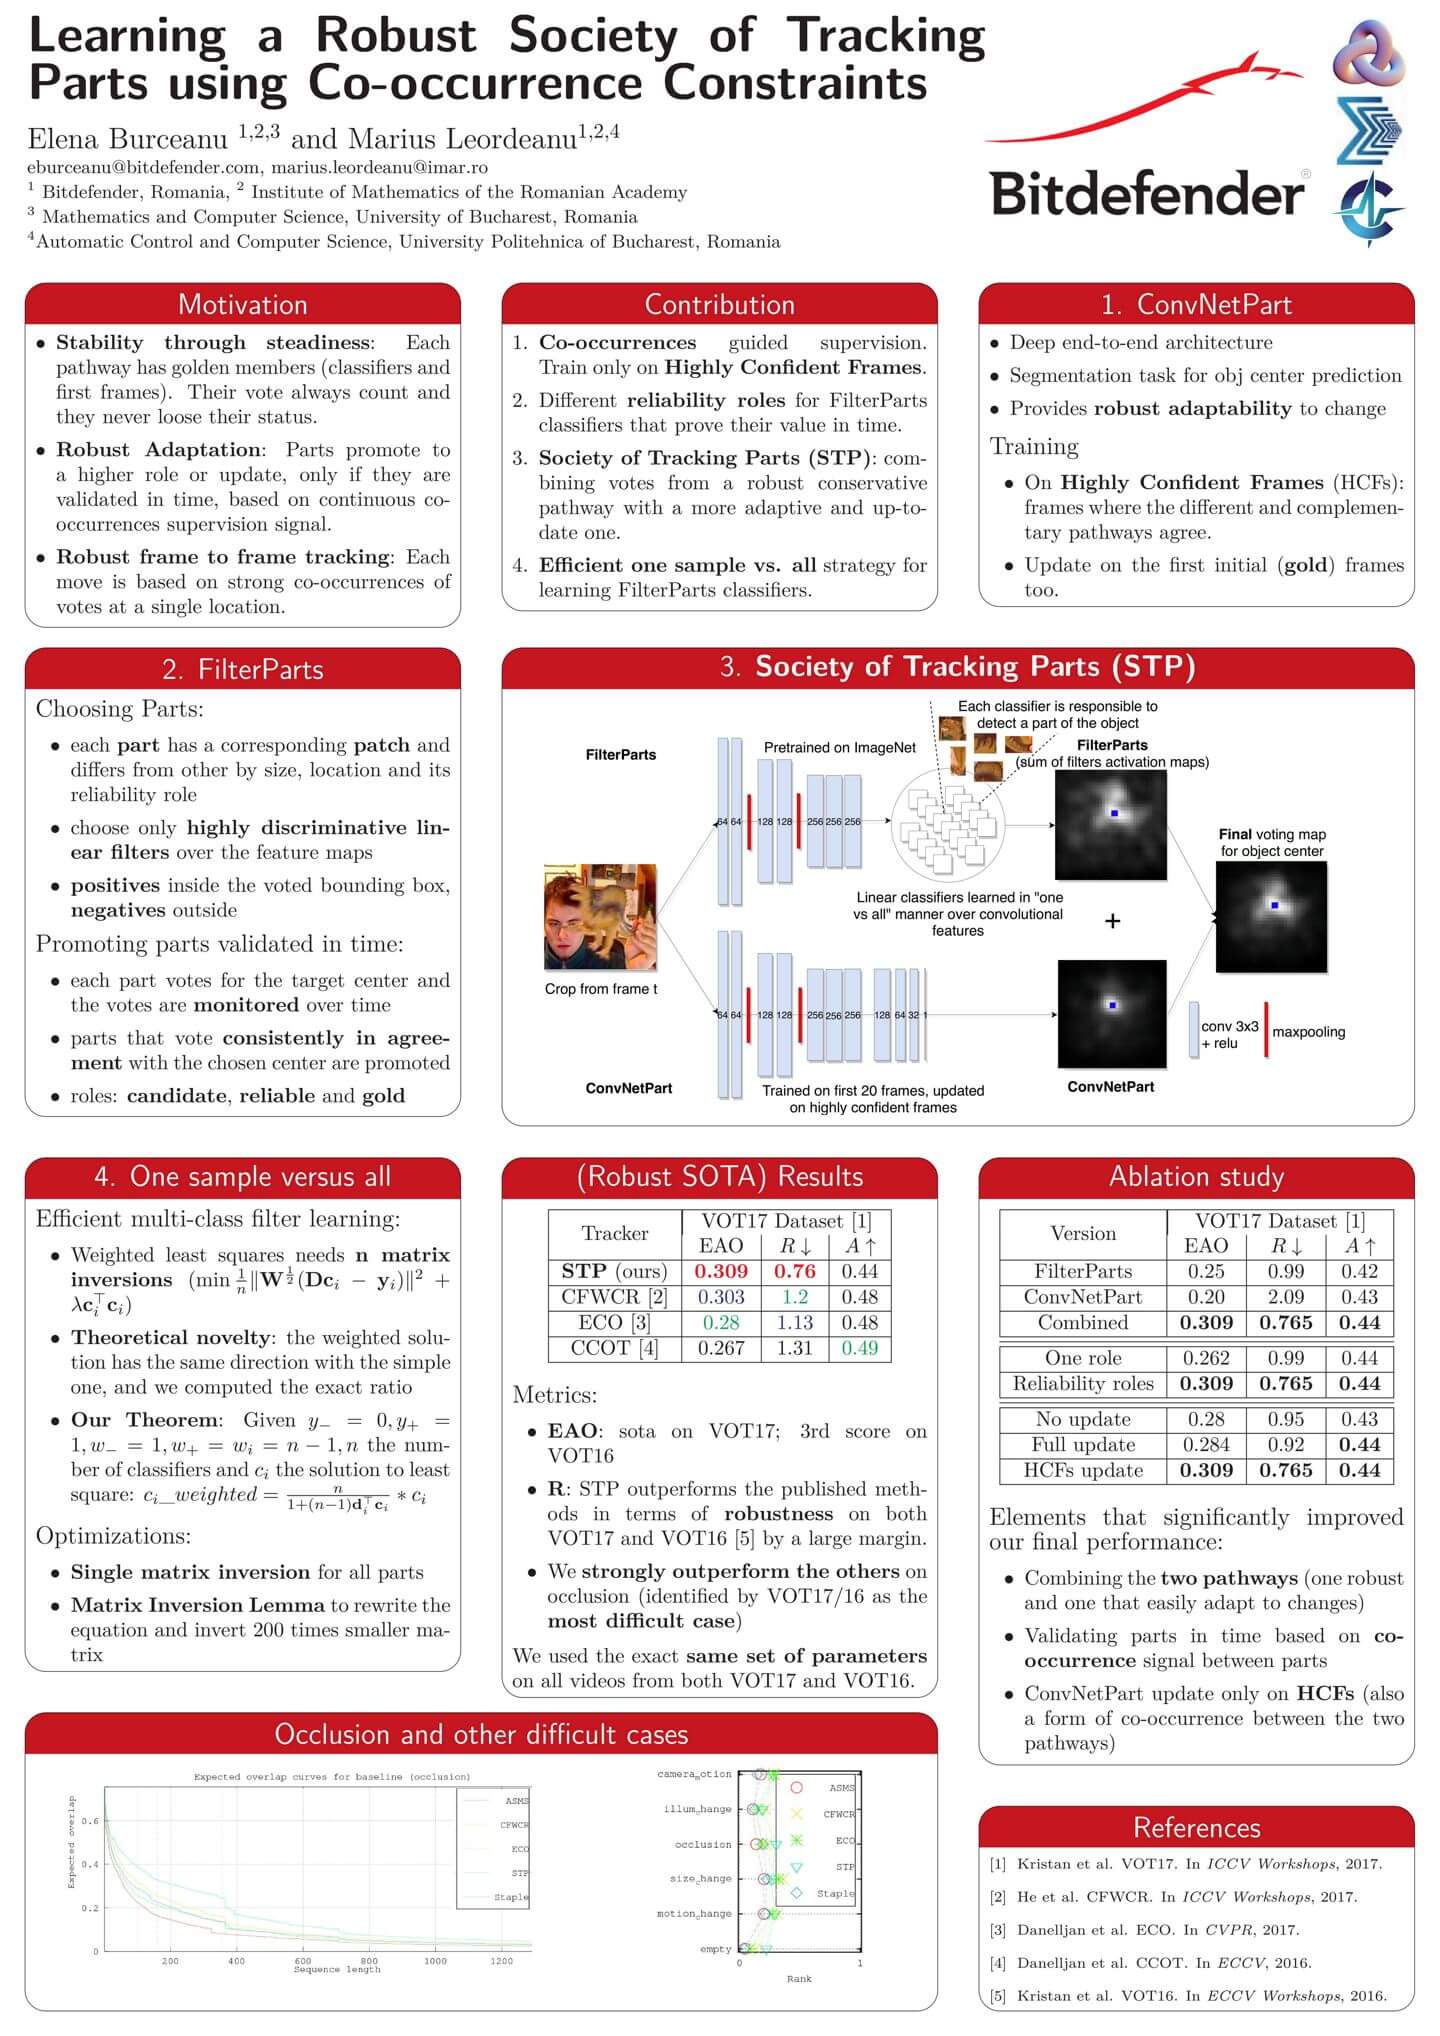 Learning a Robust Society of Tracking
Parts using Co-occurrence Constraints
Elena Burceanu 1,2,3 and Marius Leordeanu1,2,4
eburceanu@bitdefender.com, marius.leordeanu@imar.ro
1 Bitdefender, Romania, 2 Institute of Mathematics of the Romanian Academy
3 Mathematics and Computer Science, University of Bucharest, Romania
4Automatic Control and Computer Science, University Politehnica of Bucharest, Romania
Bitdefender®
Motivation
• Stability through steadiness: Each
pathway has golden members (classifiers and
first frames). Their vote always count and
they never loose their status.
• Robust Adaptation: Parts promote to
a higher role or update, only if they are
validated in time, based on continuous co-
occurrences supervision signal.
• Robust frame to frame tracking: Each
move is based on strong co-occurrences of
votes at a single location.
Contribution
1. Co-occurrences guided supervision.
Train only on Highly Confident Frames.
2. Different reliability roles for FilterParts
classifiers that prove their value in time.
3. Society of Tracking Parts (STP): com-
bining votes from a robust conservative
pathway with a more adaptive and up-to-
date one.
4. Efficient one sample vs. all strategy for
learning FilterParts classifiers.
1. ConvNetPart
• Deep end-to-end architecture
• Segmentation task for obj center prediction
• Provides robust adaptability to change
Training
• On Highly Confident Frames (HCFs):
frames where the different and complemen-
tary pathways agree.
• Update on the first initial (gold) frames
too.
2. FilterParts
Choosing Parts:
• each part has a corresponding patch and
differs from other by size, location and its
reliability role
• choose only highly discriminative lin-
ear filters over the feature maps
• positives inside the voted bounding box,
negatives outside
Promoting parts validated in time:
• each part votes for the target center and
the votes are monitored over time
• parts that vote consistently in agree-
ment with the chosen center are promoted
• roles: candidate, reliable and gold
3. Society of Tracking Parts (STP)
Each classifier is responsible to
detect a part of the object
FilterParts
Pretrained on ImageNet
FilterParts
(sum of filters activation maps)
64 64 128 128 256 256 256
Final voting map
for object center
Linear classifiers learned in "one
vs all" manner over convolutional
features
+
Crop from frame t
64 64 128 128 256 256 256 128 64 32 1
conv 3x3
+ relu
maxpooling
ConvNetPart
Trained on first 20 frames, updated
on highly confident frames
ConvNetPart
4. One sample versus all
Efficient multi-class filter learning:
• Weighted least squares needs n matrix
inversions (min 1/n‖W^½(Dc_i − y_i)‖² +
λc_i^⊤c_i)
• Theoretical novelty: the weighted solu-
tion has the same direction with the simple
one, and we computed the exact ratio
• Our Theorem: Given y₋ = 0, y₊ =
1, w₋ = 1, w₊ = w_i = n − 1, n the num-
ber of classifiers and c_i the solution to least
square: c_i_weighted = n/(1+(n−1)d_i^⊤c_i) * c_i
Optimizations:
• Single matrix inversion for all parts
• Matrix Inversion Lemma to rewrite the
equation and invert 200 times smaller ma-
trix
(Robust SOTA) Results
Tracker VOT17 Dataset [1]
EAO R ↓ A ↑
STP (ours) 0.309 0.76 0.44
CFWCR [2] 0.303 1.2 0.48
ECO [3] 0.28 1.13 0.48
CCOT [4] 0.267 1.31 0.49
Metrics:
• EAO: sota on VOT17; 3rd score on
VOT16
• R: STP outperforms the published meth-
ods in terms of robustness on both
VOT17 and VOT16 [5] by a large margin.
• We strongly outperform the others on
occlusion (identified by VOT17/16 as the
most difficult case)
We used the exact same set of parameters
on all videos from both VOT17 and VOT16.
Ablation study
Version VOT17 Dataset [1]
EAO R ↓ A ↑
FilterParts 0.25 0.99 0.42
ConvNetPart 0.20 2.09 0.43
Combined 0.309 0.765 0.44
One role 0.262 0.99 0.44
Reliability roles 0.309 0.765 0.44
No update 0.28 0.95 0.43
Full update 0.284 0.92 0.44
HCFs update 0.309 0.765 0.44
Elements that significantly improved
our final performance:
• Combining the two pathways (one robust
and one that easily adapt to changes)
• Validating parts in time based on co-
occurrence signal between parts
• ConvNetPart update only on HCFs (also
a form of co-occurrence between the two
pathways)
Occlusion and other difficult cases
Expected overlap curves for baseline (occlusion)
Expected overlap
0.6
0.4
0.2
0
200 400 600 800 1000 1200
Sequence length
ASMS
CFWCR
ECO
STP
Staple
camera_motion
illum_change
occlusion
size_change
motion_change
empty
ASMS
CFWCR
ECO
STP
Staple
0 1
Rank
References
[1] Kristan et al. VOT17. In ICCV Workshops, 2017.
[2] He et al. CFWCR. In ICCV Workshops, 2017.
[3] Danelljan et al. ECO. In CVPR, 2017.
[4] Danelljan et al. CCOT. In ECCV, 2016.
[5] Kristan et al. VOT16. In ECCV Workshops, 2016.